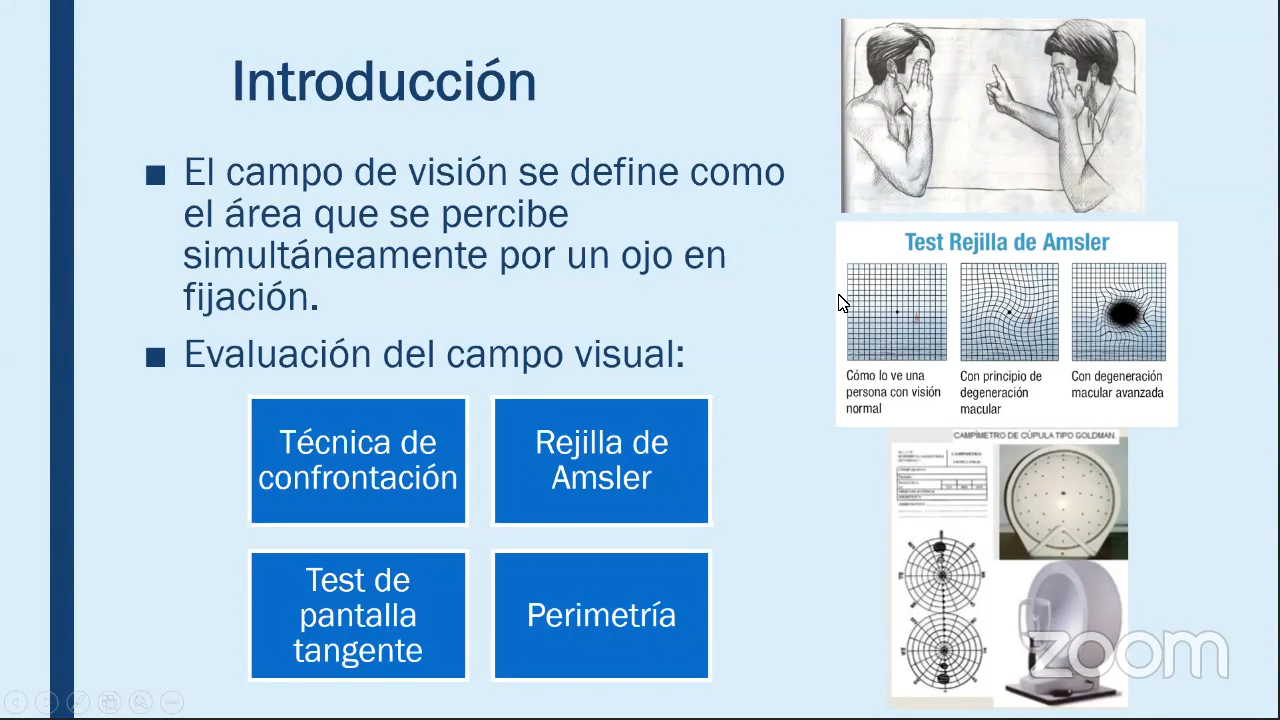 Introducción
■ El campo de visión se define como
el área que se percibe
simultáneamente por un ojo en
fijación.
■ Evaluación del campo visual:
Técnica de
confrontación
Rejilla de
Amsler
Test de
pantalla
tangente
Perimetría
Test Rejilla de Amsler
Cómo lo ve una
persona con visión
normal
Con principio de
degeneración
macular
Con degeneración
macular avanzada
CAMPÍMETRO DE CÚPULA TIPO GOLDMAN.
CAMPIMETRIA
zoom